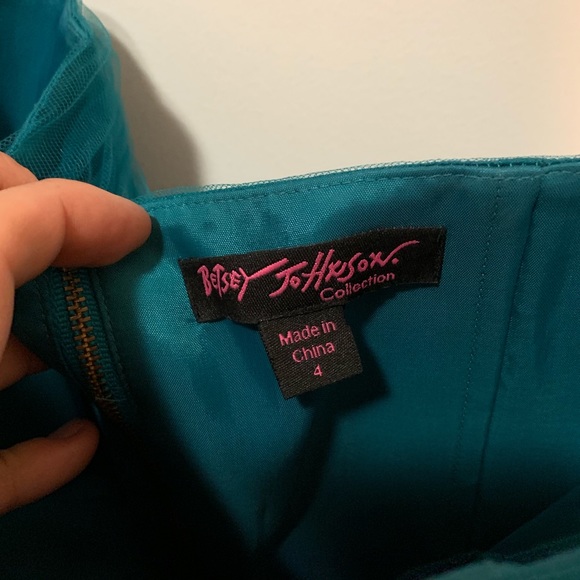 BETSEY JOHNSON.
Collection
Made in
China
4